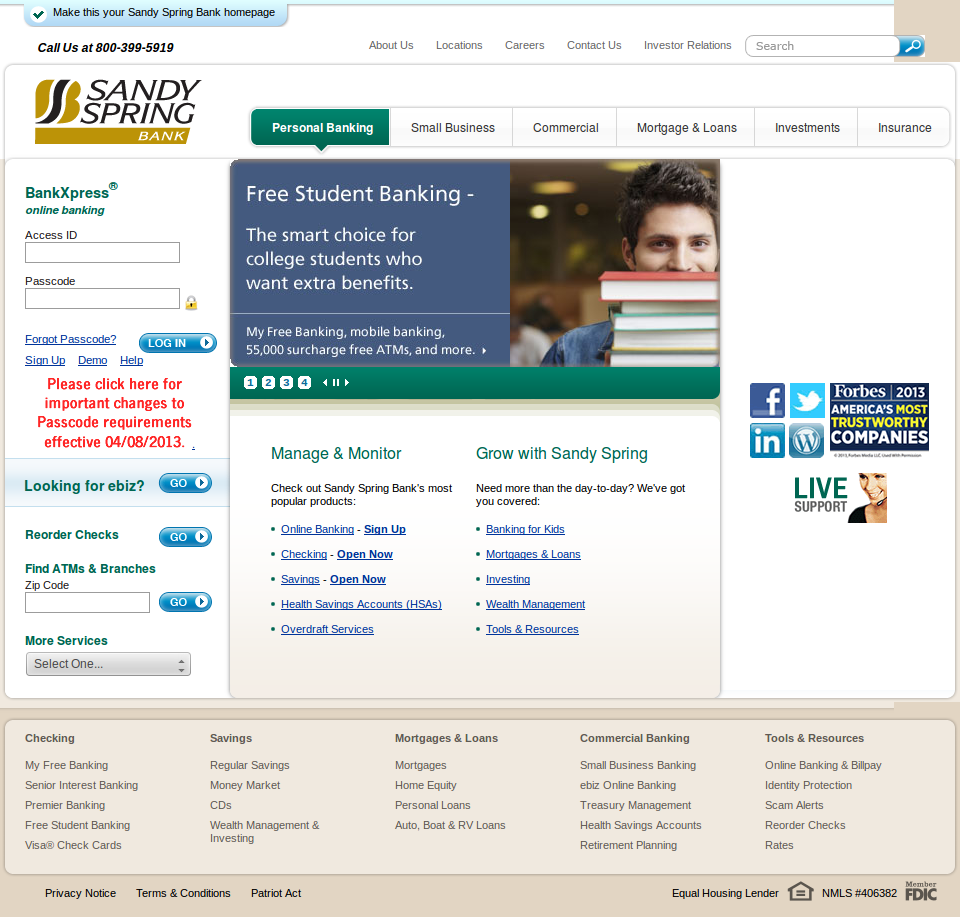 Make this your Sandy Spring Bank homepage
Call Us at 800-399-5919
About Us Locations Careers Contact Us Investor Relations Search
SANDY
SPRING
BANK
Personal Banking Small Business Commercial Mortgage & Loans Investments Insurance
BankXpress®
online banking
Access ID
Passcode
Forgot Passcode? LOG IN
Sign Up Demo Help
Please click here for
important changes to
Passcode requirements
effective 04/08/2013. .
Looking for ebiz? GO
Reorder Checks GO
Find ATMs & Branches
Zip Code
GO
More Services
Select One...
Free Student Banking -
The smart choice for
college students who
want extra benefits.
My Free Banking, mobile banking,
55,000 surcharge free ATMs, and more.
1 2 3 4
Manage & Monitor
Check out Sandy Spring Bank's most
popular products:
Online Banking - Sign Up
Checking - Open Now
Savings - Open Now
Health Savings Accounts (HSAs)
Overdraft Services
Grow with Sandy Spring
Need more than the day-to-day? We've got
you covered:
Banking for Kids
Mortgages & Loans
Investing
Wealth Management
Tools & Resources
Forbes 2013
AMERICA'S MOST
TRUSTWORTHY
COMPANIES
© 2013, Forbes Media LLC. Used With Permission
LIVE
SUPPORT
Checking
My Free Banking
Senior Interest Banking
Premier Banking
Free Student Banking
Visa® Check Cards
Savings
Regular Savings
Money Market
CDs
Wealth Management &
Investing
Mortgages & Loans
Mortgages
Home Equity
Personal Loans
Auto, Boat & RV Loans
Commercial Banking
Small Business Banking
ebiz Online Banking
Treasury Management
Health Savings Accounts
Retirement Planning
Tools & Resources
Online Banking & Billpay
Identity Protection
Scam Alerts
Reorder Checks
Rates
Privacy Notice Terms & Conditions Patriot Act
Equal Housing Lender NMLS #406382 Member
FDIC